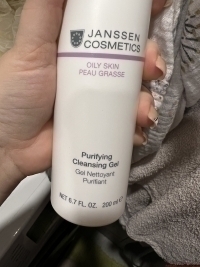 JANSSEN
COSMETICS
OILY SKIN
PEAU GRASSE
Purifying
Cleansing Gel
Gel Nettoyant
Purifiant
NET 6.7 FL. OZ. 200 ml ℮